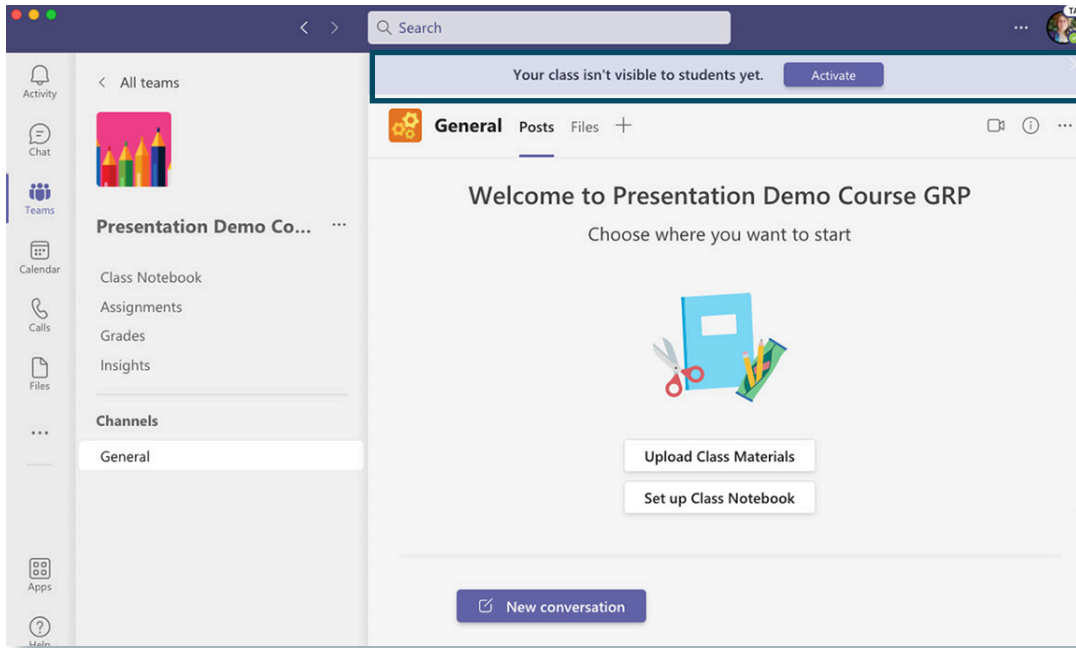 Search
TA
Activity
Chat
Teams
Calendar
Calls
Files
Apps
Help
All teams
Presentation Demo Co...
Class Notebook
Assignments
Grades
Insights
Channels
General
Your class isn't visible to students yet. Activate
General Posts Files
Welcome to Presentation Demo Course GRP
Choose where you want to start
Upload Class Materials
Set up Class Notebook
New conversation